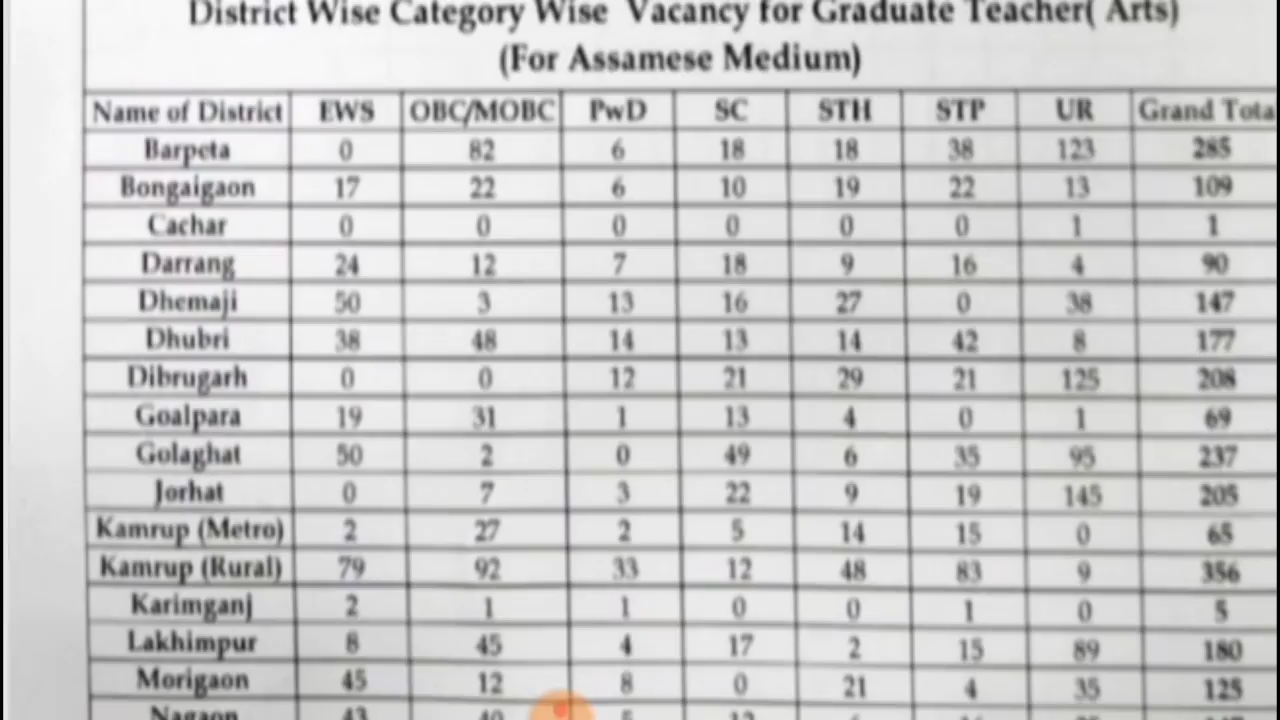 District Wise Category Wise Vacancy for Graduate Teacher( Arts)
(For Assamese Medium)
Name of District EWS OBC/MOBC PwD SC STH STP UR Grand Tota
Barpeta 0 82 6 18 18 38 123 285
Bongaigaon 17 22 6 10 19 22 13 109
Cachar 0 0 0 0 0 0 1 1
Darrang 24 12 7 18 9 16 4 90
Dhemaji 50 3 13 16 27 0 38 147
Dhubri 38 48 14 13 14 42 8 177
Dibrugarh 0 0 12 21 29 21 125 208
Goalpara 19 31 1 13 4 0 1 69
Golaghat 50 2 0 49 6 35 95 237
Jorhat 0 7 3 22 9 19 145 205
Kamrup (Metro) 2 27 2 5 14 15 0 65
Kamrup (Rural) 79 92 33 12 48 83 9 356
Karimganj 2 1 1 0 0 1 0 5
Lakhimpur 8 45 4 17 2 15 89 180
Morigaon 45 12 8 0 21 4 35 125
Nagaon 43 40